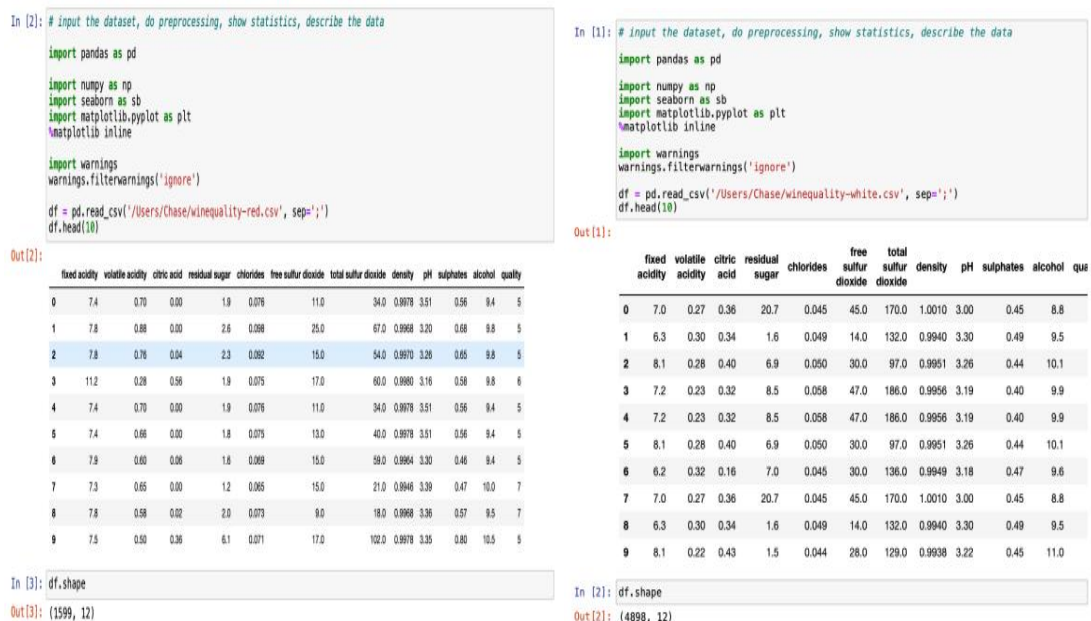 In [2]: # input the dataset, do preprocessing, show statistics, describe the data
import pandas as pd
import numpy as np
import seaborn as sb
import matplotlib.pyplot as plt
%matplotlib inline
import warnings
warnings.filterwarnings('ignore')
df = pd.read_csv('/Users/Chase/winequality-red.csv', sep=';')
df.head(10)
Out[2]:
fixed acidity volatile acidity citric acid residual sugar chlorides free sulfur dioxide total sulfur dioxide density pH sulphates alcohol quality
0 7.4 0.70 0.00 1.9 0.076 11.0 34.0 0.9978 3.51 0.56 9.4 5
1 7.8 0.88 0.00 2.6 0.098 25.0 67.0 0.9968 3.20 0.68 9.8 5
2 7.8 0.76 0.04 2.3 0.092 15.0 54.0 0.9970 3.26 0.65 9.8 5
3 11.2 0.28 0.56 1.9 0.075 17.0 60.0 0.9980 3.16 0.58 9.8 6
4 7.4 0.70 0.00 1.9 0.076 11.0 34.0 0.9978 3.51 0.56 9.4 5
5 7.4 0.66 0.00 1.8 0.075 13.0 40.0 0.9978 3.51 0.56 9.4 5
6 7.9 0.60 0.06 1.6 0.069 15.0 59.0 0.9964 3.30 0.46 9.4 5
7 7.3 0.65 0.00 1.2 0.065 15.0 21.0 0.9946 3.39 0.47 10.0 7
8 7.8 0.58 0.02 2.0 0.073 9.0 18.0 0.9968 3.36 0.57 9.5 7
9 7.5 0.50 0.36 6.1 0.071 17.0 102.0 0.9978 3.35 0.80 10.5 5
In [3]: df.shape
Out[3]: (1599, 12)
In [1]: # input the dataset, do preprocessing, show statistics, describe the data
import pandas as pd
import numpy as np
import seaborn as sb
import matplotlib.pyplot as plt
%matplotlib inline
import warnings
warnings.filterwarnings('ignore')
df = pd.read_csv('/Users/Chase/winequality-white.csv', sep=';')
df.head(10)
Out[1]:
free total
fixed volatile citric residual chlorides sulfur sulfur density pH sulphates alcohol qua
acidity acidity acid sugar dioxide dioxide
0 7.0 0.27 0.36 20.7 0.045 45.0 170.0 1.0010 3.00 0.45 8.8
1 6.3 0.30 0.34 1.6 0.049 14.0 132.0 0.9940 3.30 0.49 9.5
2 8.1 0.28 0.40 6.9 0.050 30.0 97.0 0.9951 3.26 0.44 10.1
3 7.2 0.23 0.32 8.5 0.058 47.0 186.0 0.9956 3.19 0.40 9.9
4 7.2 0.23 0.32 8.5 0.058 47.0 186.0 0.9956 3.19 0.40 9.9
5 8.1 0.28 0.40 6.9 0.050 30.0 97.0 0.9951 3.26 0.44 10.1
6 6.2 0.32 0.16 7.0 0.045 30.0 136.0 0.9949 3.18 0.47 9.6
7 7.0 0.27 0.36 20.7 0.045 45.0 170.0 1.0010 3.00 0.45 8.8
8 6.3 0.30 0.34 1.6 0.049 14.0 132.0 0.9940 3.30 0.49 9.5
9 8.1 0.22 0.43 1.5 0.044 28.0 129.0 0.9938 3.22 0.45 11.0
In [2]: df.shape
Out[2]: (4898, 12)